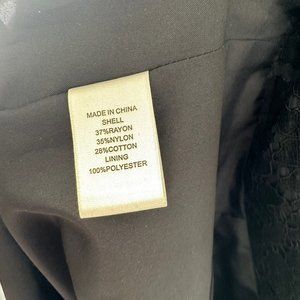 MADE IN CHINA
SHELL
37%RAYON
35%NYLON
28%COTTON
LINING
100%POLYESTER